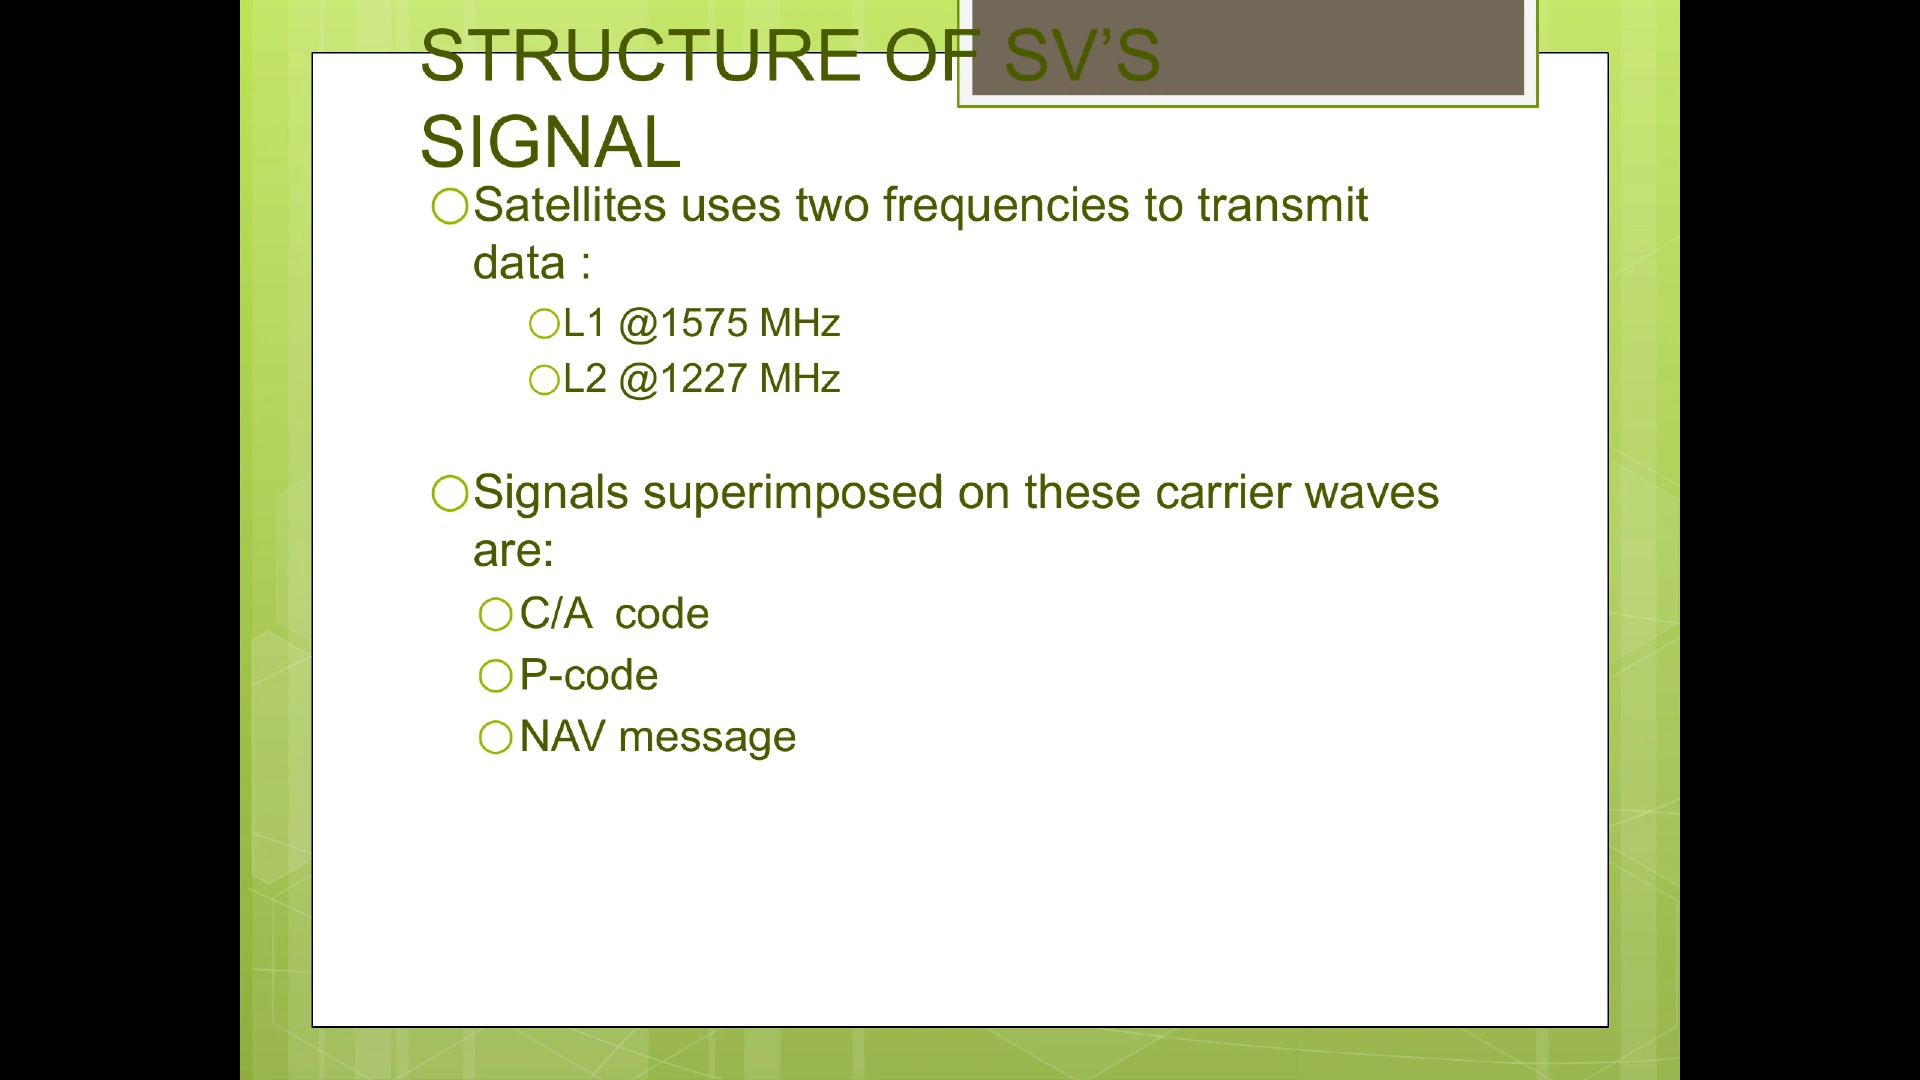 STRUCTURE OF SV’S
SIGNAL
Satellites uses two frequencies to transmit
data :
L1 @1575 MHz
L2 @1227 MHz
Signals superimposed on these carrier waves
are:
C/A code
P-code
NAV message